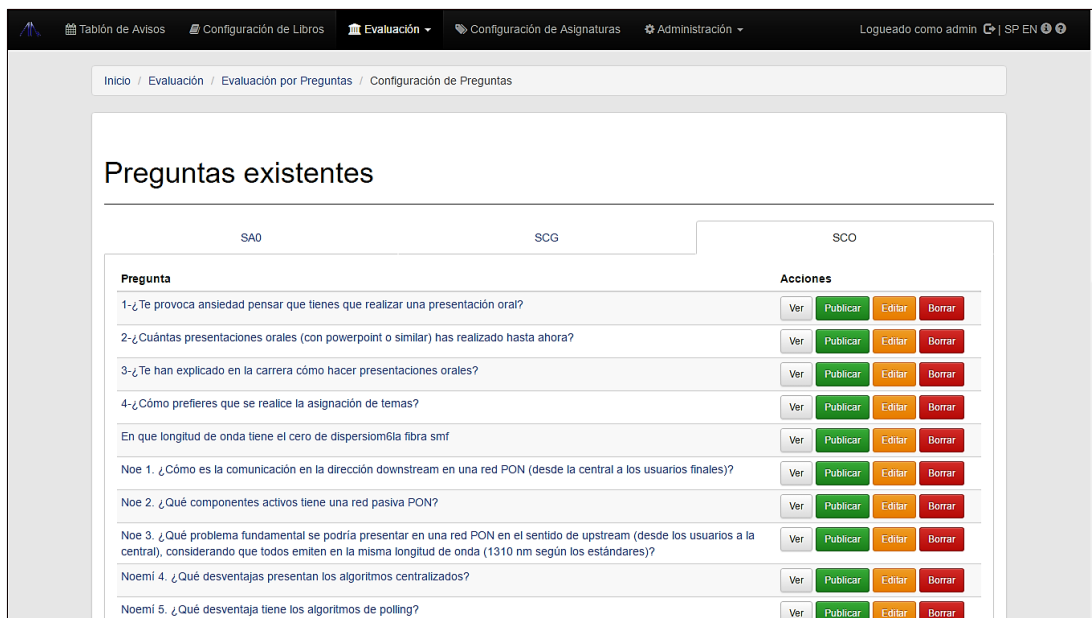 Tablón de Avisos Configuración de Libros Evaluación Configuración de Asignaturas Administración Logueado como admin | SP EN
Inicio / Evaluación / Evaluación por Preguntas / Configuración de Preguntas
Preguntas existentes
SA0 SCG SCO
Pregunta Acciones
1-¿Te provoca ansiedad pensar que tienes que realizar una presentación oral? Ver Publicar Editar Borrar
2-¿Cuántas presentaciones orales (con powerpoint o similar) has realizado hasta ahora? Ver Publicar Editar Borrar
3-¿Te han explicado en la carrera cómo hacer presentaciones orales? Ver Publicar Editar Borrar
4-¿Cómo prefieres que se realice la asignación de temas? Ver Publicar Editar Borrar
En que longitud de onda tiene el cero de dispersiom6la fibra smf Ver Publicar Editar Borrar
Noe 1. ¿Cómo es la comunicación en la dirección downstream en una red PON (desde la central a los usuarios finales)? Ver Publicar Editar Borrar
Noe 2. ¿Qué componentes activos tiene una red pasiva PON? Ver Publicar Editar Borrar
Noe 3. ¿Qué problema fundamental se podría presentar en una red PON en el sentido de upstream (desde los usuarios a la
central), considerando que todos emiten en la misma longitud de onda (1310 nm según los estándares)? Ver Publicar Editar Borrar
Noemí 4. ¿Qué desventajas presentan los algoritmos centralizados? Ver Publicar Editar Borrar
Noemí 5. ¿Qué desventaja tiene los algoritmos de polling? Ver Publicar Editar Borrar